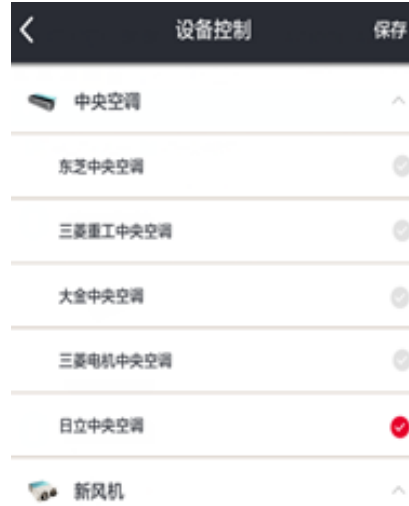 设备控制 保存
中央空调
东芝中央空调
三菱重工中央空调
大金中央空调
三菱电机中央空调
日立中央空调
新风机